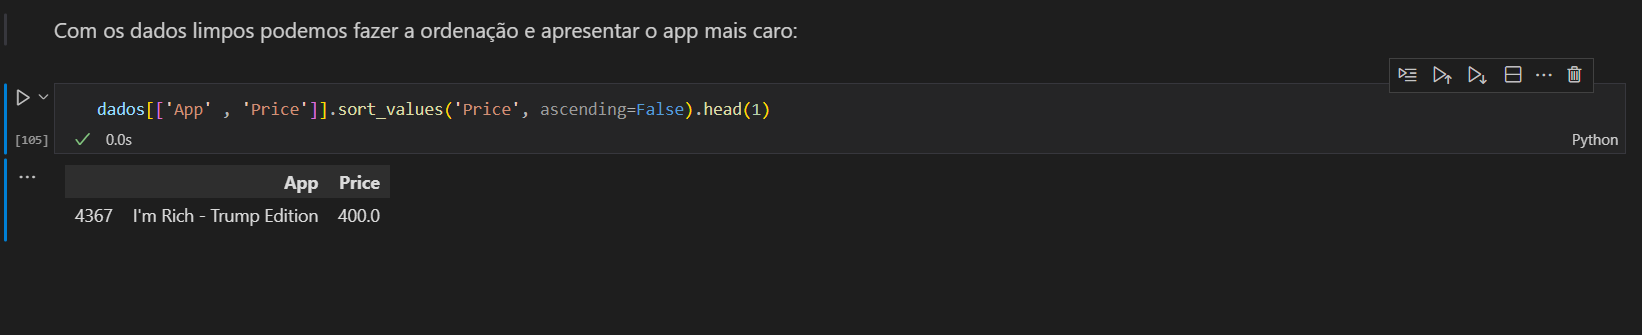 Com os dados limpos podemos fazer a ordenação e apresentar o app mais caro:
dados[['App' , 'Price']].sort_values('Price', ascending=False).head(1)
[105] 0.0s Python
App Price
4367 I'm Rich - Trump Edition 400.0